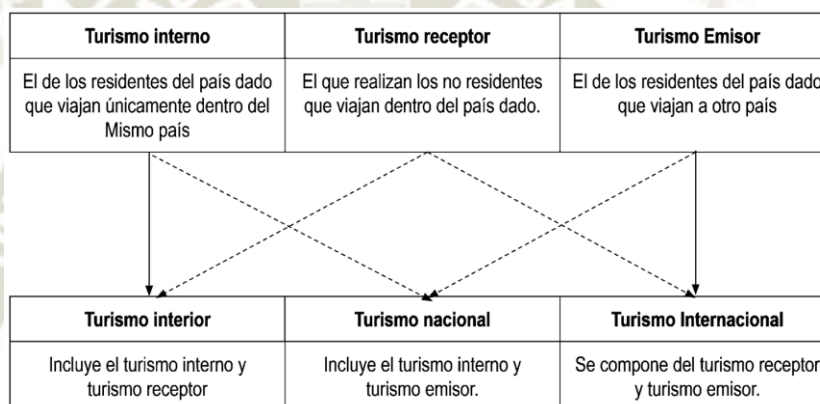 Turismo interno
Turismo receptor
Turismo Emisor
El de los residentes del país dado
que viajan únicamente dentro del
Mismo país
El que realizan los no residentes
que viajan dentro del país dado.
El de los residentes del país dado
que viajan a otro país
Turismo interior
Turismo nacional
Turismo Internacional
Incluye el turismo interno y
turismo receptor
Incluye el turismo interno y
turismo emisor.
Se compone del turismo receptor
y turismo emisor.